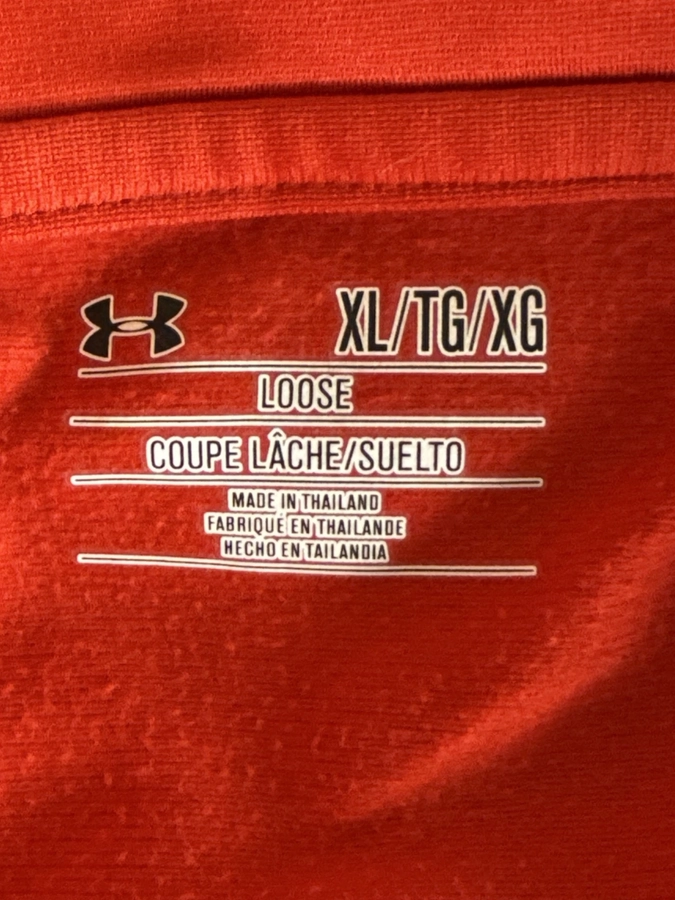 XL/TG/XG
LOOSE
COUPE LÂCHE/SUELTO
MADE IN THAILAND
FABRIQUÉ EN THAILANDE
HECHO EN TAILANDIA